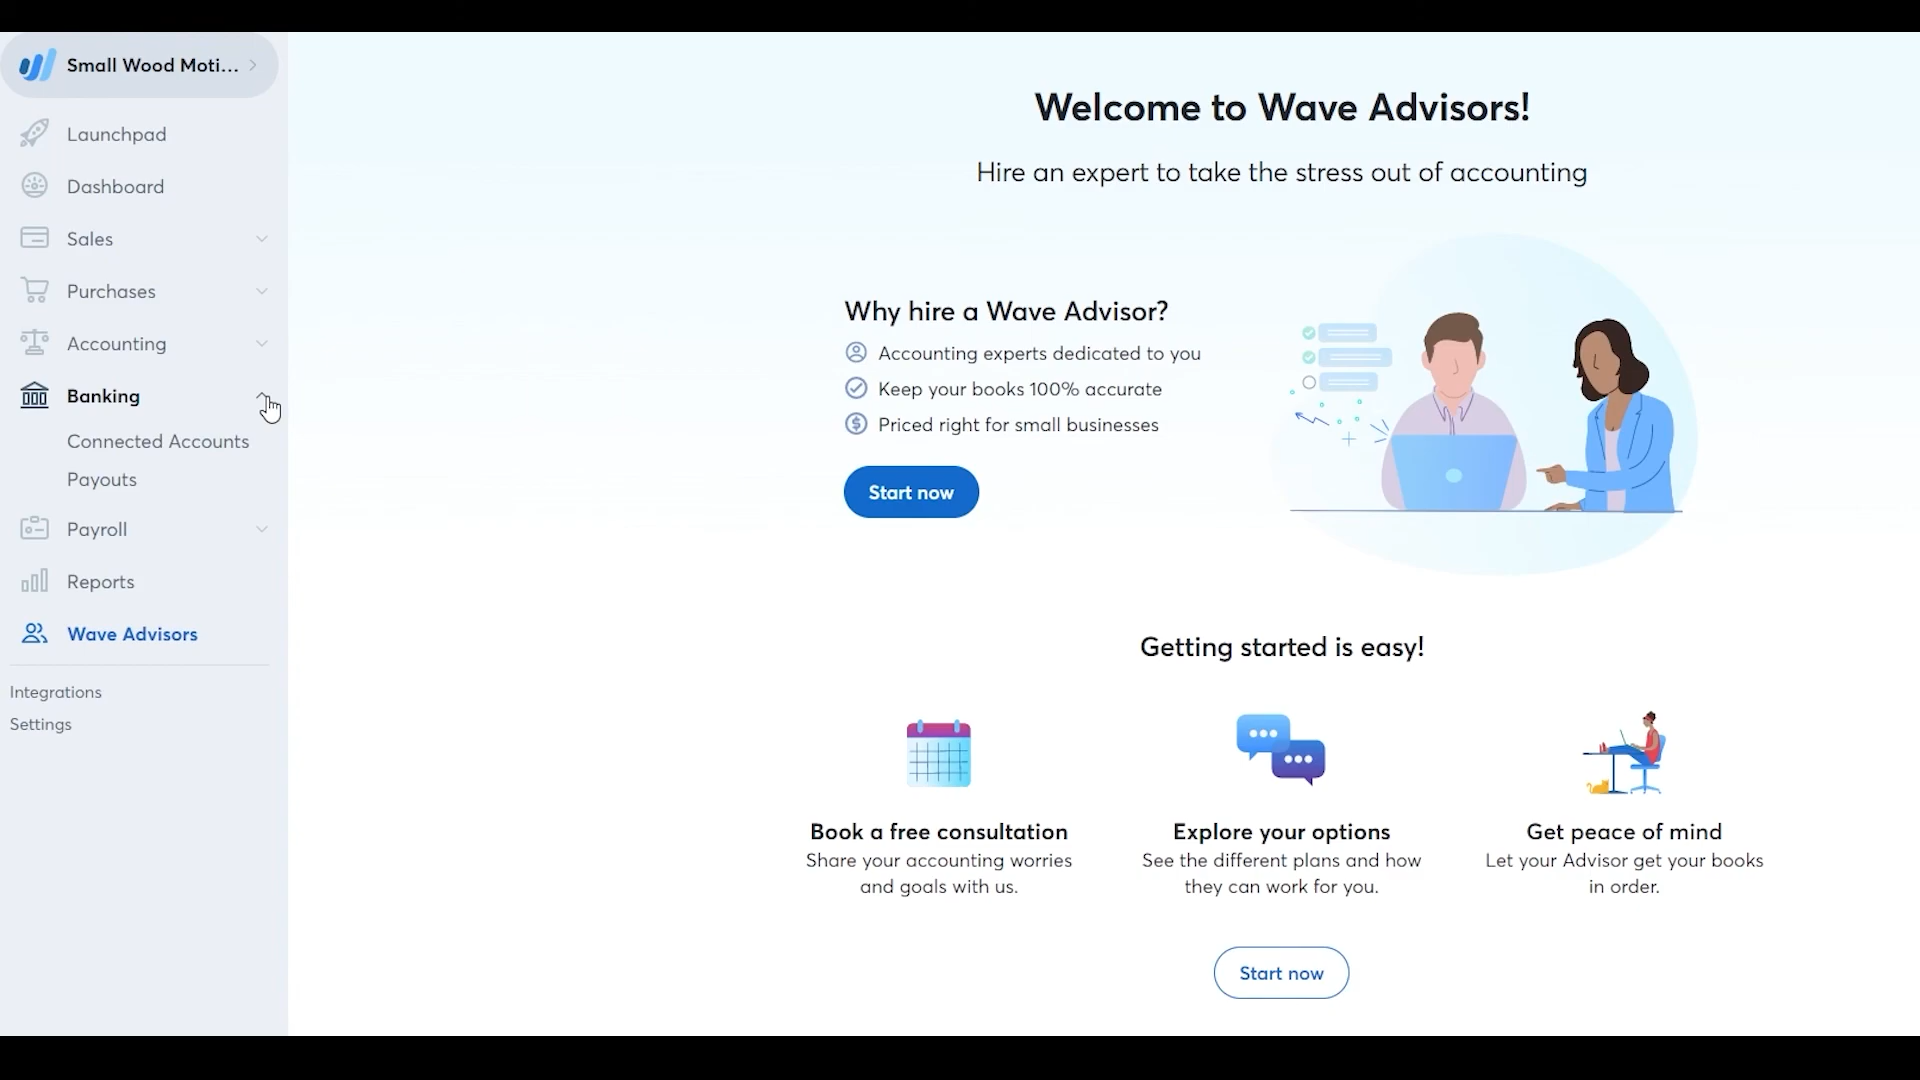 Small Wood Moti...
Launchpad
Dashboard
Sales
Purchases
Accounting
Banking
Connected Accounts
Payouts
Payroll
Reports
Wave Advisors
Integrations
Settings
Welcome to Wave Advisors!
Hire an expert to take the stress out of accounting
Why hire a Wave Advisor?
Accounting experts dedicated to you
Keep your books 100% accurate
Priced right for small businesses
Start now
Getting started is easy!
Book a free consultation
Share your accounting worries
and goals with us.
Explore your options
See the different plans and how
they can work for you.
Get peace of mind
Let your Advisor get your books
in order.
Start now